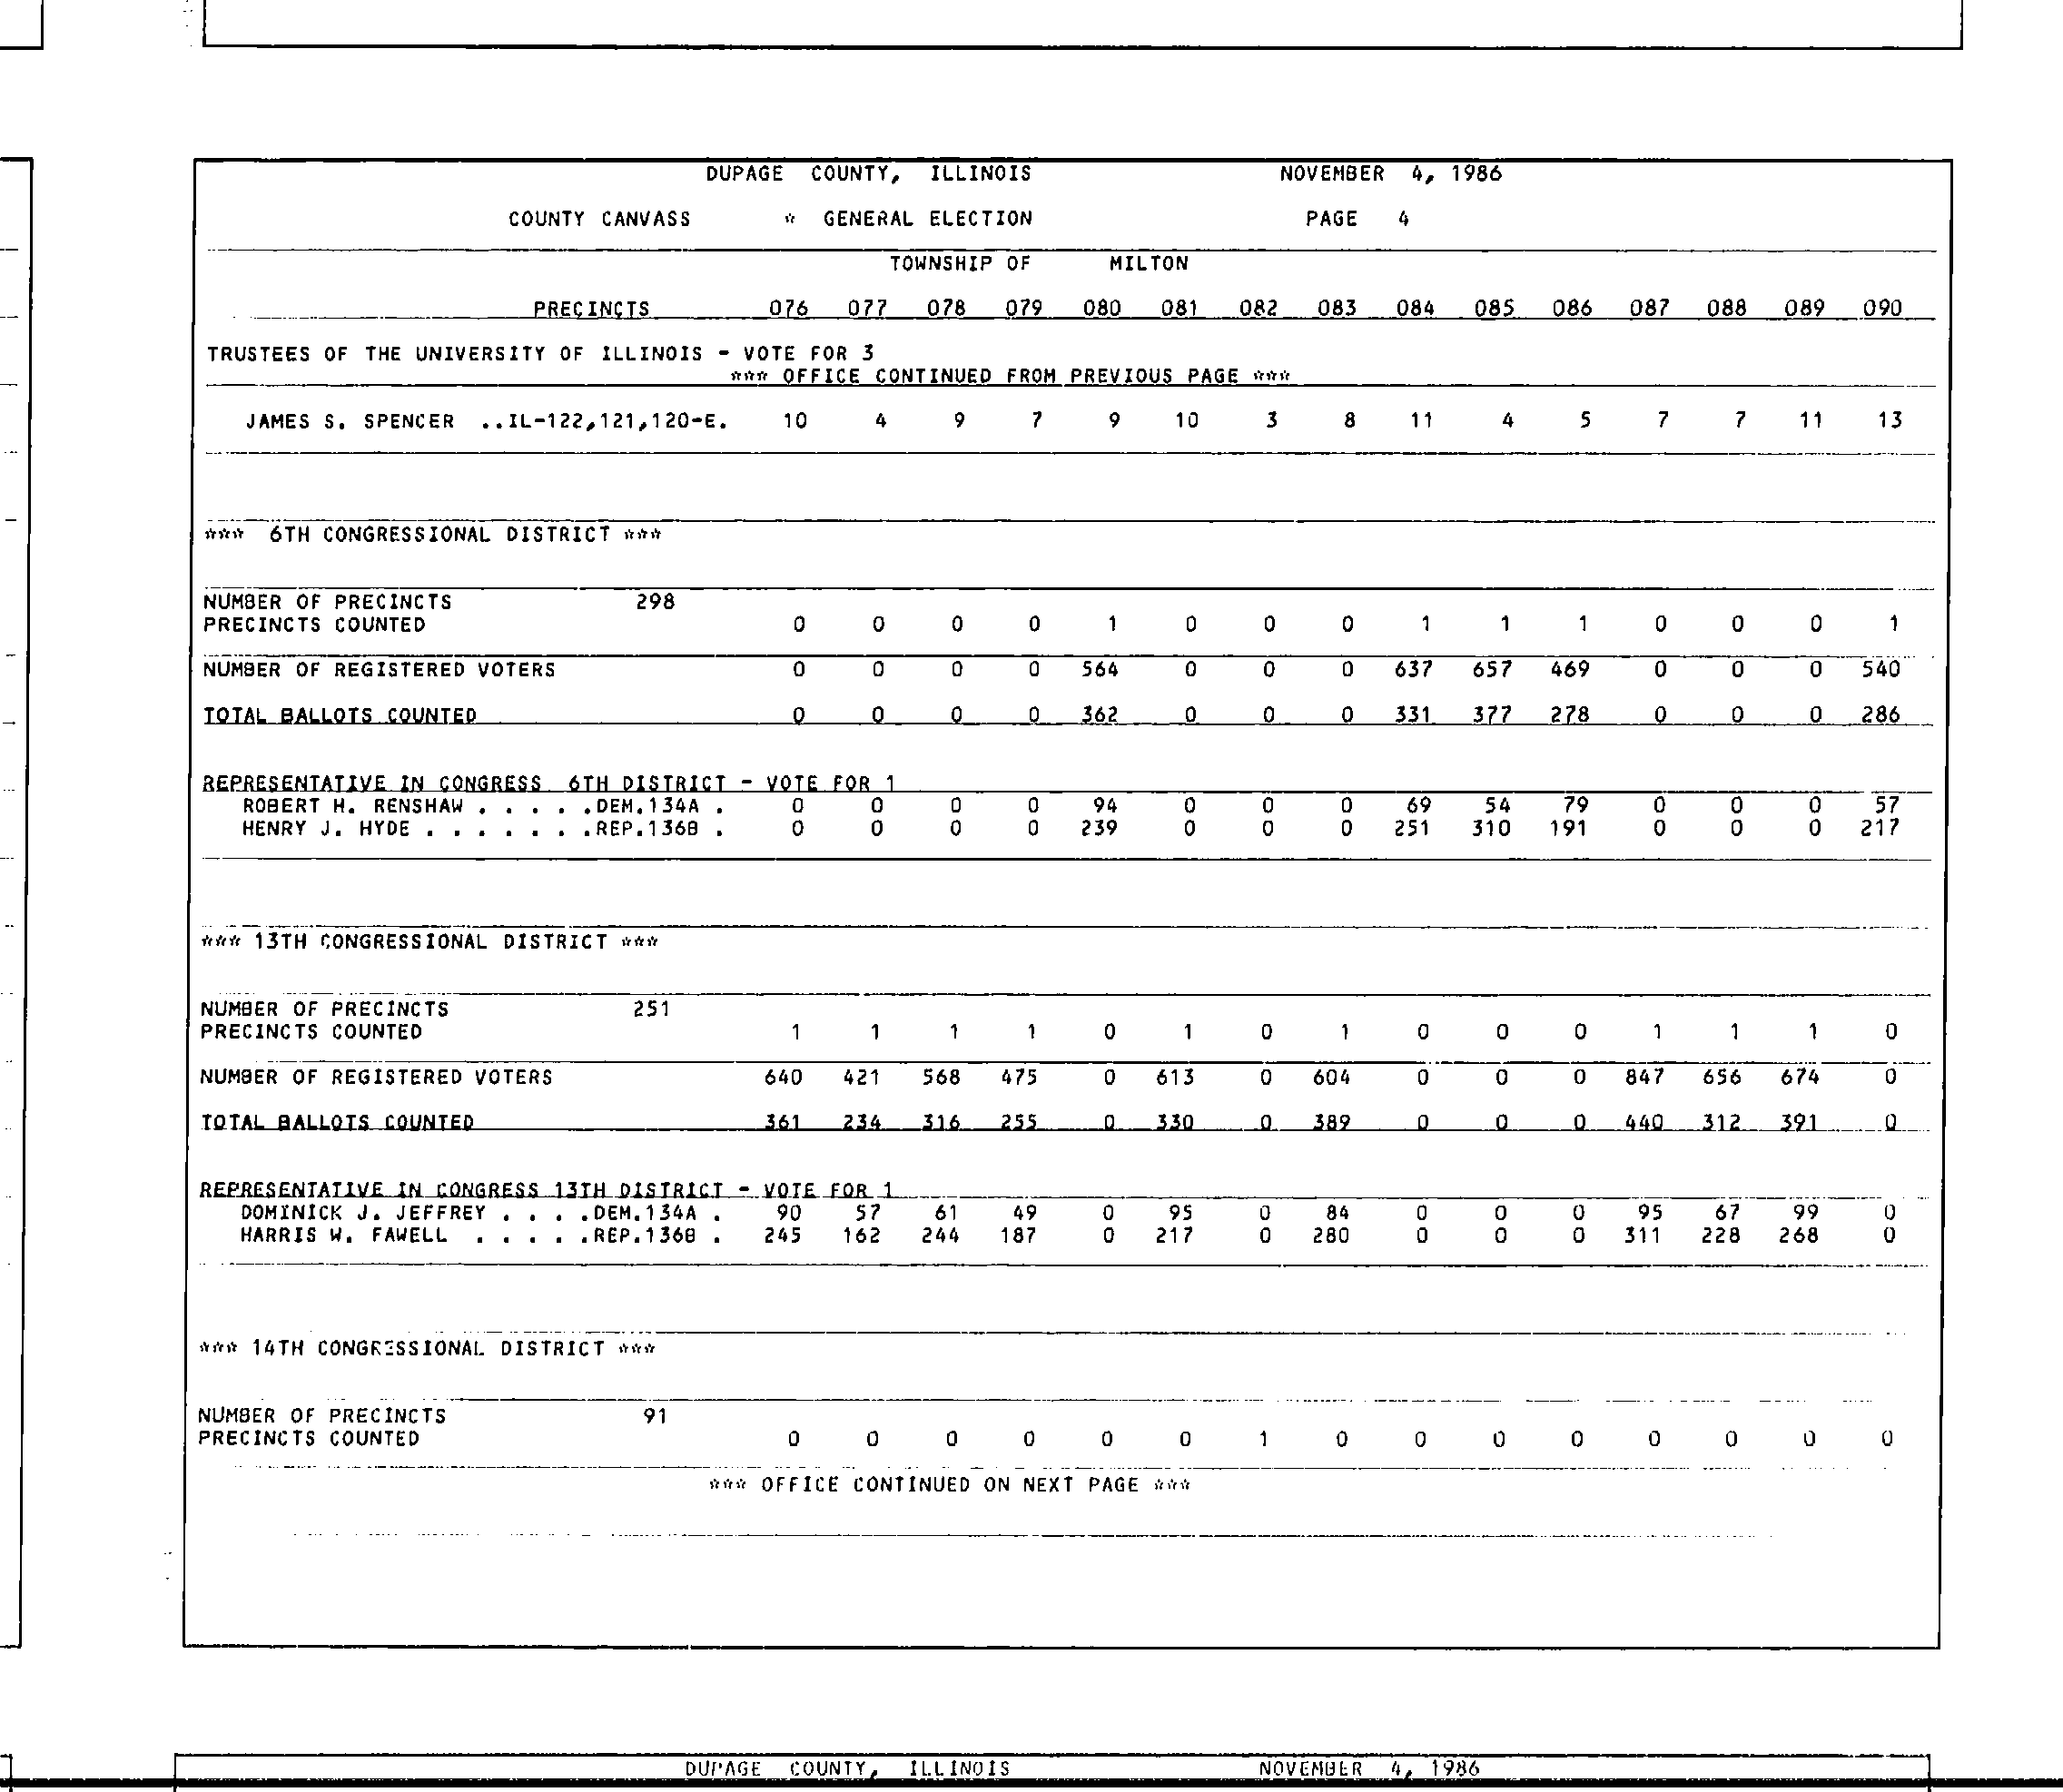 DUPAGE COUNTY, ILLINOIS NOVEMBER 4, 1986
COUNTY CANVASS * GENERAL ELECTION PAGE 4
TOWNSHIP OF MILTON
PRECINCTS 076 077 078 079 080 081 082 083 084 085 086 087 088 089 090
TRUSTEES OF THE UNIVERSITY OF ILLINOIS - VOTE FOR 3
*** OFFICE CONTINUED FROM PREVIOUS PAGE ***
JAMES S. SPENCER ..IL-122,121,120-E. 10 4 9 7 9 10 3 8 11 4 5 7 7 11 13
*** 6TH CONGRESSIONAL DISTRICT ***
NUMBER OF PRECINCTS 298
PRECINCTS COUNTED 0 0 0 0 1 0 0 0 1 1 1 0 0 0 1
NUMBER OF REGISTERED VOTERS 0 0 0 0 564 0 0 0 637 657 469 0 0 0 540
TOTAL BALLOTS COUNTED 0 0 0 0 362 0 0 0 331 377 278 0 0 0 286
REPRESENTATIVE IN CONGRESS 6TH DISTRICT - VOTE FOR 1
ROBERT H. RENSHAW . . . . .DEM.134A . 0 0 0 0 94 0 0 0 69 54 79 0 0 0 57
HENRY J. HYDE . . . . . . .REP.136B . 0 0 0 0 239 0 0 0 251 310 191 0 0 0 217
*** 13TH CONGRESSIONAL DISTRICT ***
NUMBER OF PRECINCTS 251
PRECINCTS COUNTED 1 1 1 1 0 1 0 1 0 0 0 1 1 1 0
NUMBER OF REGISTERED VOTERS 640 421 568 475 0 613 0 604 0 0 0 847 656 674 0
TOTAL BALLOTS COUNTED 361 234 316 255 0 330 0 389 0 0 0 440 312 391 0
REPRESENTATIVE IN CONGRESS 13TH DISTRICT - VOTE FOR 1
DOMINICK J. JEFFREY . . . .DEM.134A . 90 57 61 49 0 95 0 84 0 0 0 95 67 99 0
HARRIS W. FAWELL . . . . .REP.136B . 245 162 244 187 0 217 0 280 0 0 0 311 228 268 0
*** 14TH CONGRESSIONAL DISTRICT ***
NUMBER OF PRECINCTS 91
PRECINCTS COUNTED 0 0 0 0 0 0 1 0 0 0 0 0 0 0 0
*** OFFICE CONTINUED ON NEXT PAGE ***
DUPAGE COUNTY, ILLINOIS NOVEMBER 4, 1986